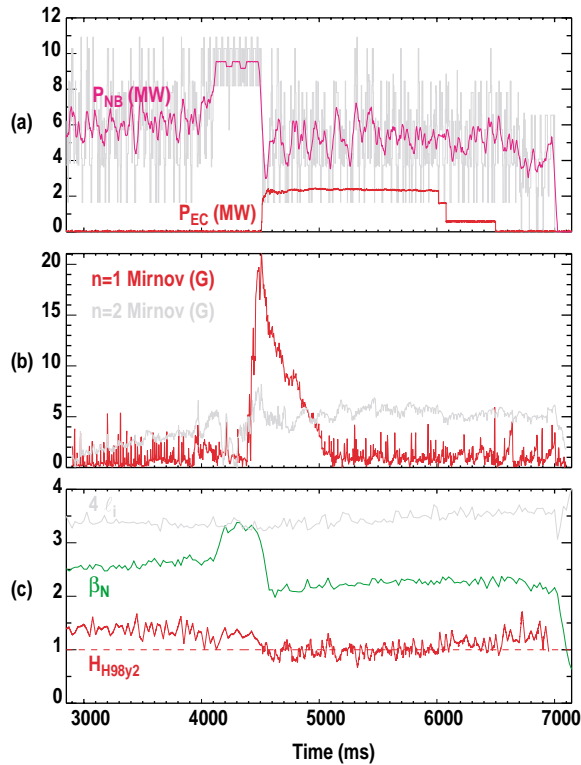 12
10
8
6
4
2
0
P_NB (MW)
(a)
P_EC (MW)
20
15
10
5
0
n=1 Mirnov (G)
n=2 Mirnov (G)
(b)
4
3
2
1
0
4 ℓ_i
β_N
(c)
H_H98y2
3000 4000 5000 6000 7000
Time (ms)